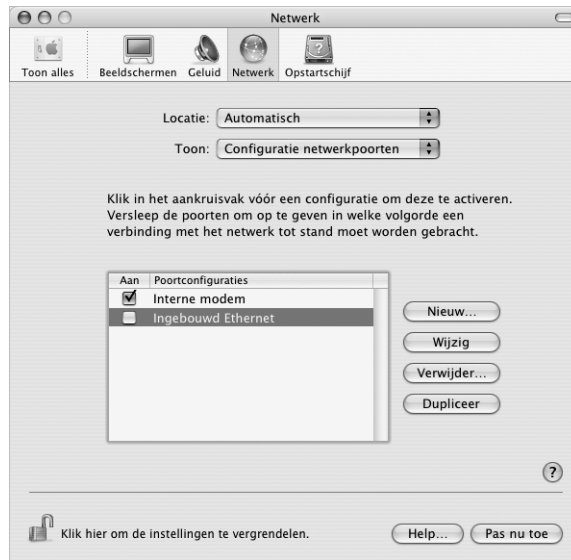 Netwerk
Toon alles Beeldschermen Geluid Netwerk Opstartschijf
Locatie: Automatisch
Toon: Configuratie netwerkpoorten
Klik in het aankruisvak vóór een configuratie om deze te activeren.
Versleep de poorten om op te geven in welke volgorde een
verbinding met het netwerk tot stand moet worden gebracht.
Aan Poortconfiguraties
Interne modem
Ingebouwd Ethernet
Nieuw...
Wijzig
Verwijder...
Dupliceer
?
Klik hier om de instellingen te vergrendelen.
Help... Pas nu toe